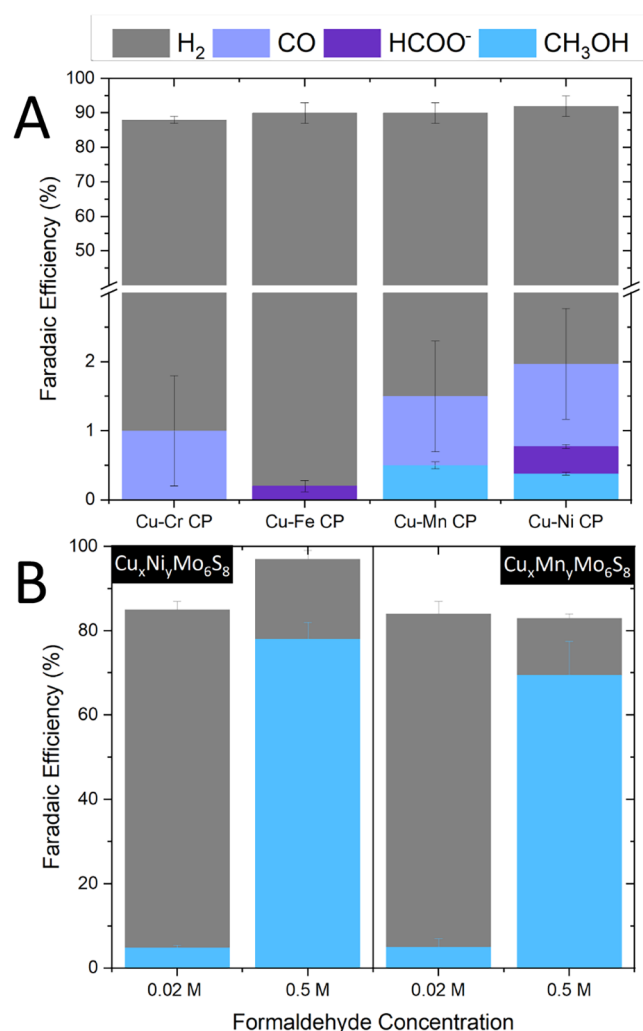 H₂ CO HCOO⁻ CH₃OH
A
Faradaic Efficiency (%)
100
90
80
70
60
50
2
1
0
Cu-Cr CP Cu-Fe CP Cu-Mn CP Cu-Ni CP
B
CuₓNiᵧMo₆S₈ CuₓMnᵧMo₆S₈
Faradaic Efficiency (%)
100
80
60
40
20
0
0.02 M 0.5 M 0.02 M 0.5 M
Formaldehyde Concentration